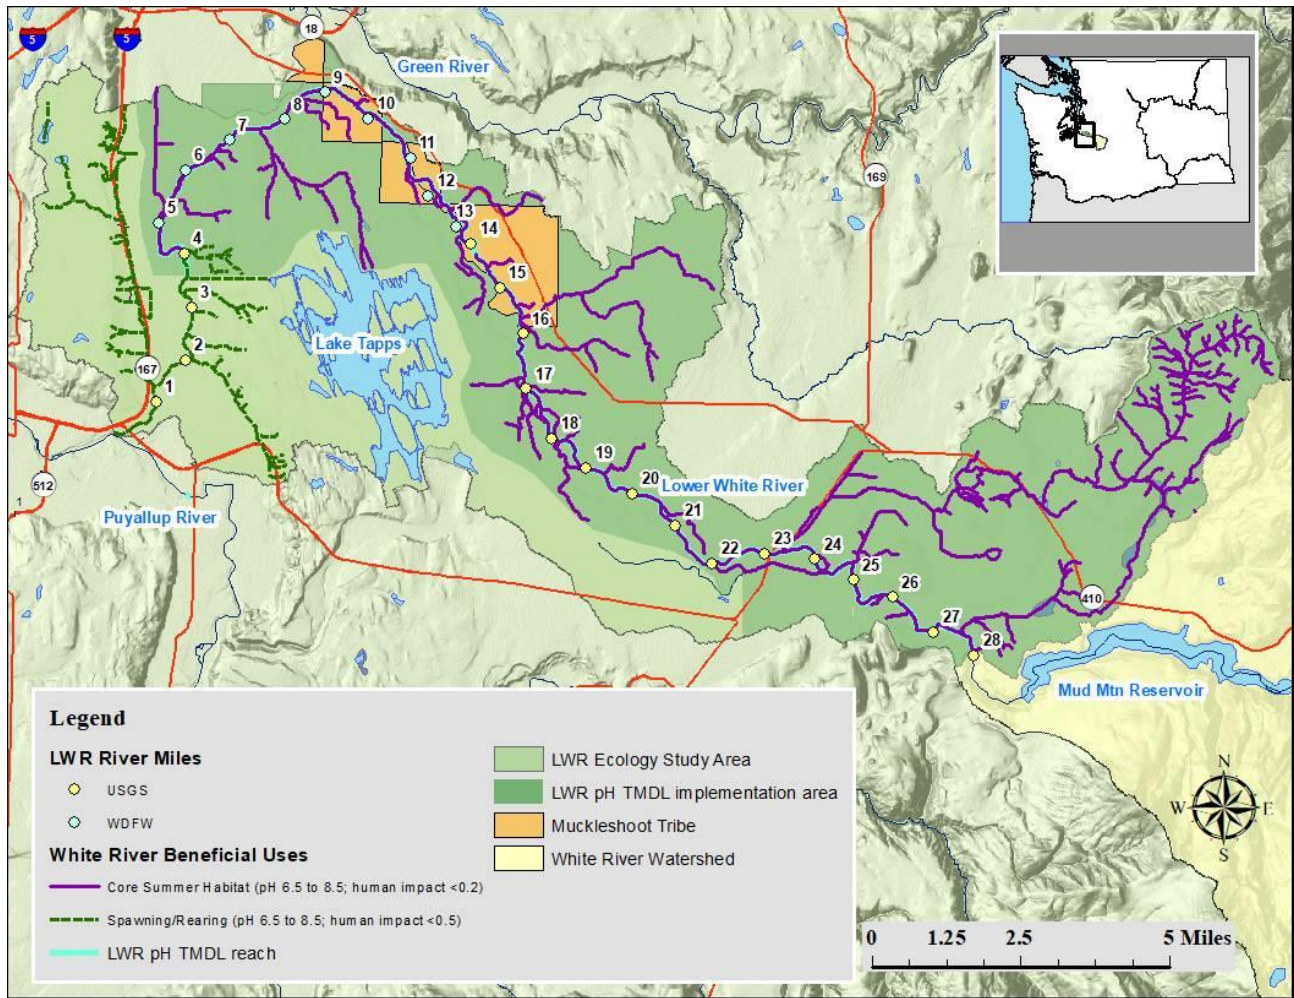 5
5
18
Green River
9
10
8
7
11
6
169
12
5
13
14
4
15
3
16
Lake Tapps
2
167
17
1
18
19
20
Lower White River
512
21
1
Puyallup River
22
23
24
25
26
410
27
28
Mud Mtn Reservoir
Legend
LWR River Miles
USGS
WDFW
White River Beneficial Uses
Core Summer Habitat (pH 6.5 to 8.5; human impact <0.2)
Spawning/Rearing (pH 6.5 to 8.5; human impact <0.5)
LWR pH TMDL reach
LWR Ecology Study Area
LWR pH TMDL implementation area
Muckleshoot Tribe
White River Watershed
N
W
E
S
0 1.25 2.5 5 Miles